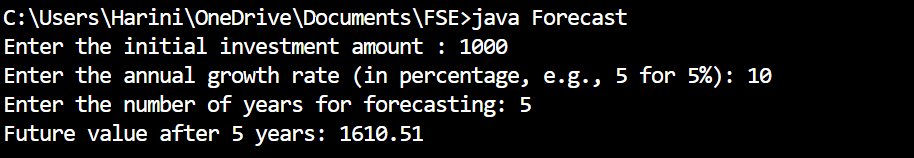 C:\Users\Harini\OneDrive\Documents\FSE>java Forecast
Enter the initial investment amount : 1000
Enter the annual growth rate (in percentage, e.g., 5 for 5%): 10
Enter the number of years for forecasting: 5
Future value after 5 years: 1610.51